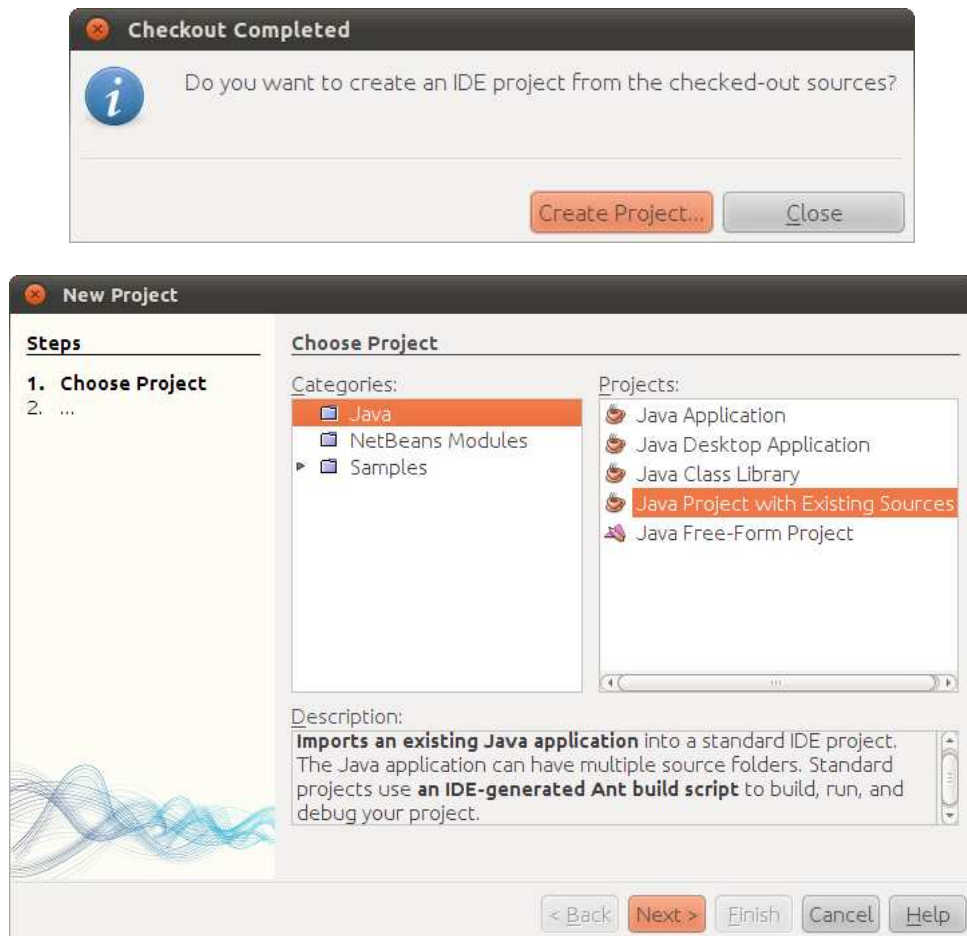 Checkout Completed
Do you want to create an IDE project from the checked-out sources?
Create Project...
Close
New Project
Steps
1. Choose Project
2. ...
Choose Project
Categories:
Java
NetBeans Modules
Samples
Projects:
Java Application
Java Desktop Application
Java Class Library
Java Project with Existing Sources
Java Free-Form Project
Description:
Imports an existing Java application into a standard IDE project.
The Java application can have multiple source folders. Standard
projects use an IDE-generated Ant build script to build, run, and
debug your project.
< Back
Next >
Finish
Cancel
Help